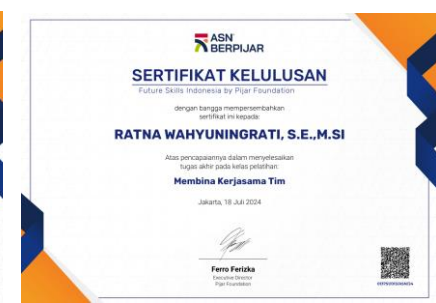 ASN
BERPIJAR
SERTIFIKAT KELULUSAN
Future Skills Indonesia by Pijar Foundation
dengan bangga mempersembahkan
sertifikat ini kepada:
RATNA WAHYUNINGRATI, S.E.,M.SI
Atas pencapaiannya dalam menyelesaikan
tugas akhir pada kelas pelatihan:
Membina Kerjasama Tim
Jakarta, 18 Juli 2024
Ferro Ferizka
Executive Director
Pijar Foundation